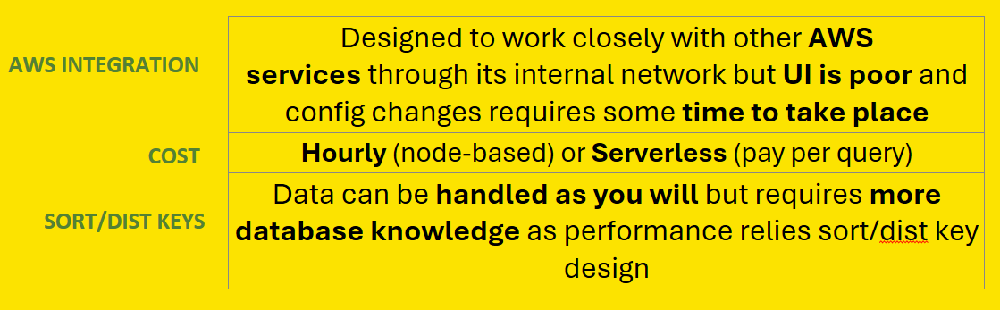 AWS INTEGRATION
Designed to work closely with other AWS
services through its internal network but UI is poor and
config changes requires some time to take place
COST
Hourly (node-based) or Serverless (pay per query)
SORT/DIST KEYS
Data can be handled as you will but requires more
database knowledge as performance relies sort/dist key
design